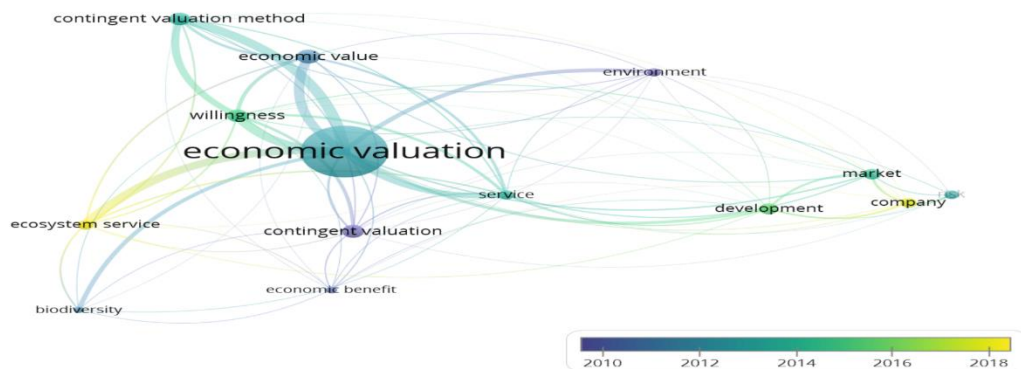 contingent valuation method
economic value
environment
willingness
economic valuation
market
service
company
development
ecosystem service
contingent valuation
economic benefit
biodiversity
2010 2012 2014 2016 2018